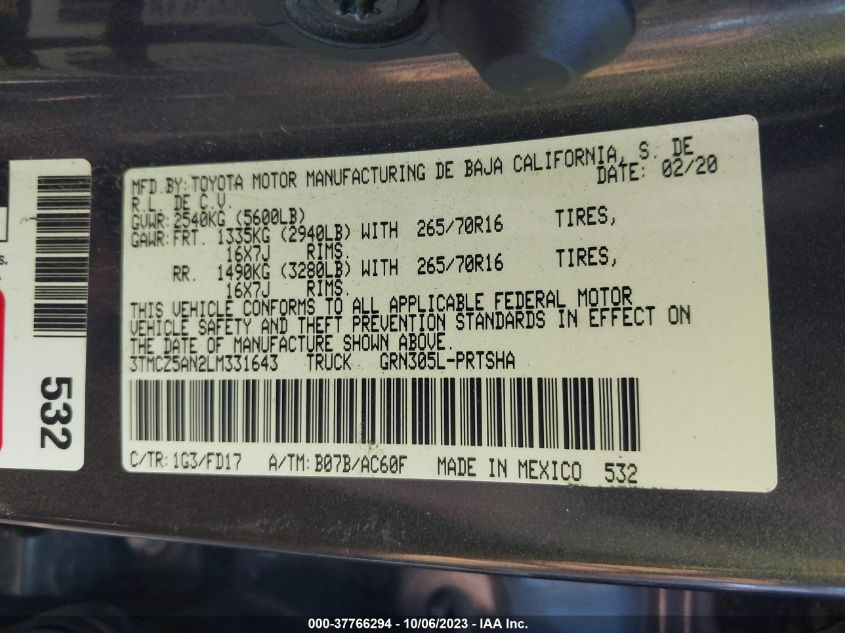 MFD.BY:TOYOTA MOTOR MANUFACTURING DE BAJA CALIFORNIA, S. DE
R.L. DE C.V. DATE: 02/20
GVWR:2540KG (5600LB)
GAWR:FRT. 1335KG (2940LB) WITH 265/70R16 TIRES,
16X7J RIMS.
RR. 1490KG (3280LB) WITH 265/70R16 TIRES,
16X7J RIMS.
THIS VEHICLE CONFORMS TO ALL APPLICABLE FEDERAL MOTOR
VEHICLE SAFETY AND THEFT PREVENTION STANDARDS IN EFFECT ON
THE DATE OF MANUFACTURE SHOWN ABOVE.
3TMCZ5AN2LM331643 TRUCK GRN305L-PRTSHA
C/TR:1G3/FD17 A/TM:B07B/AC60F MADE IN MEXICO 532
s.
532
000-37766294 - 10/06/2023 - IAA Inc.